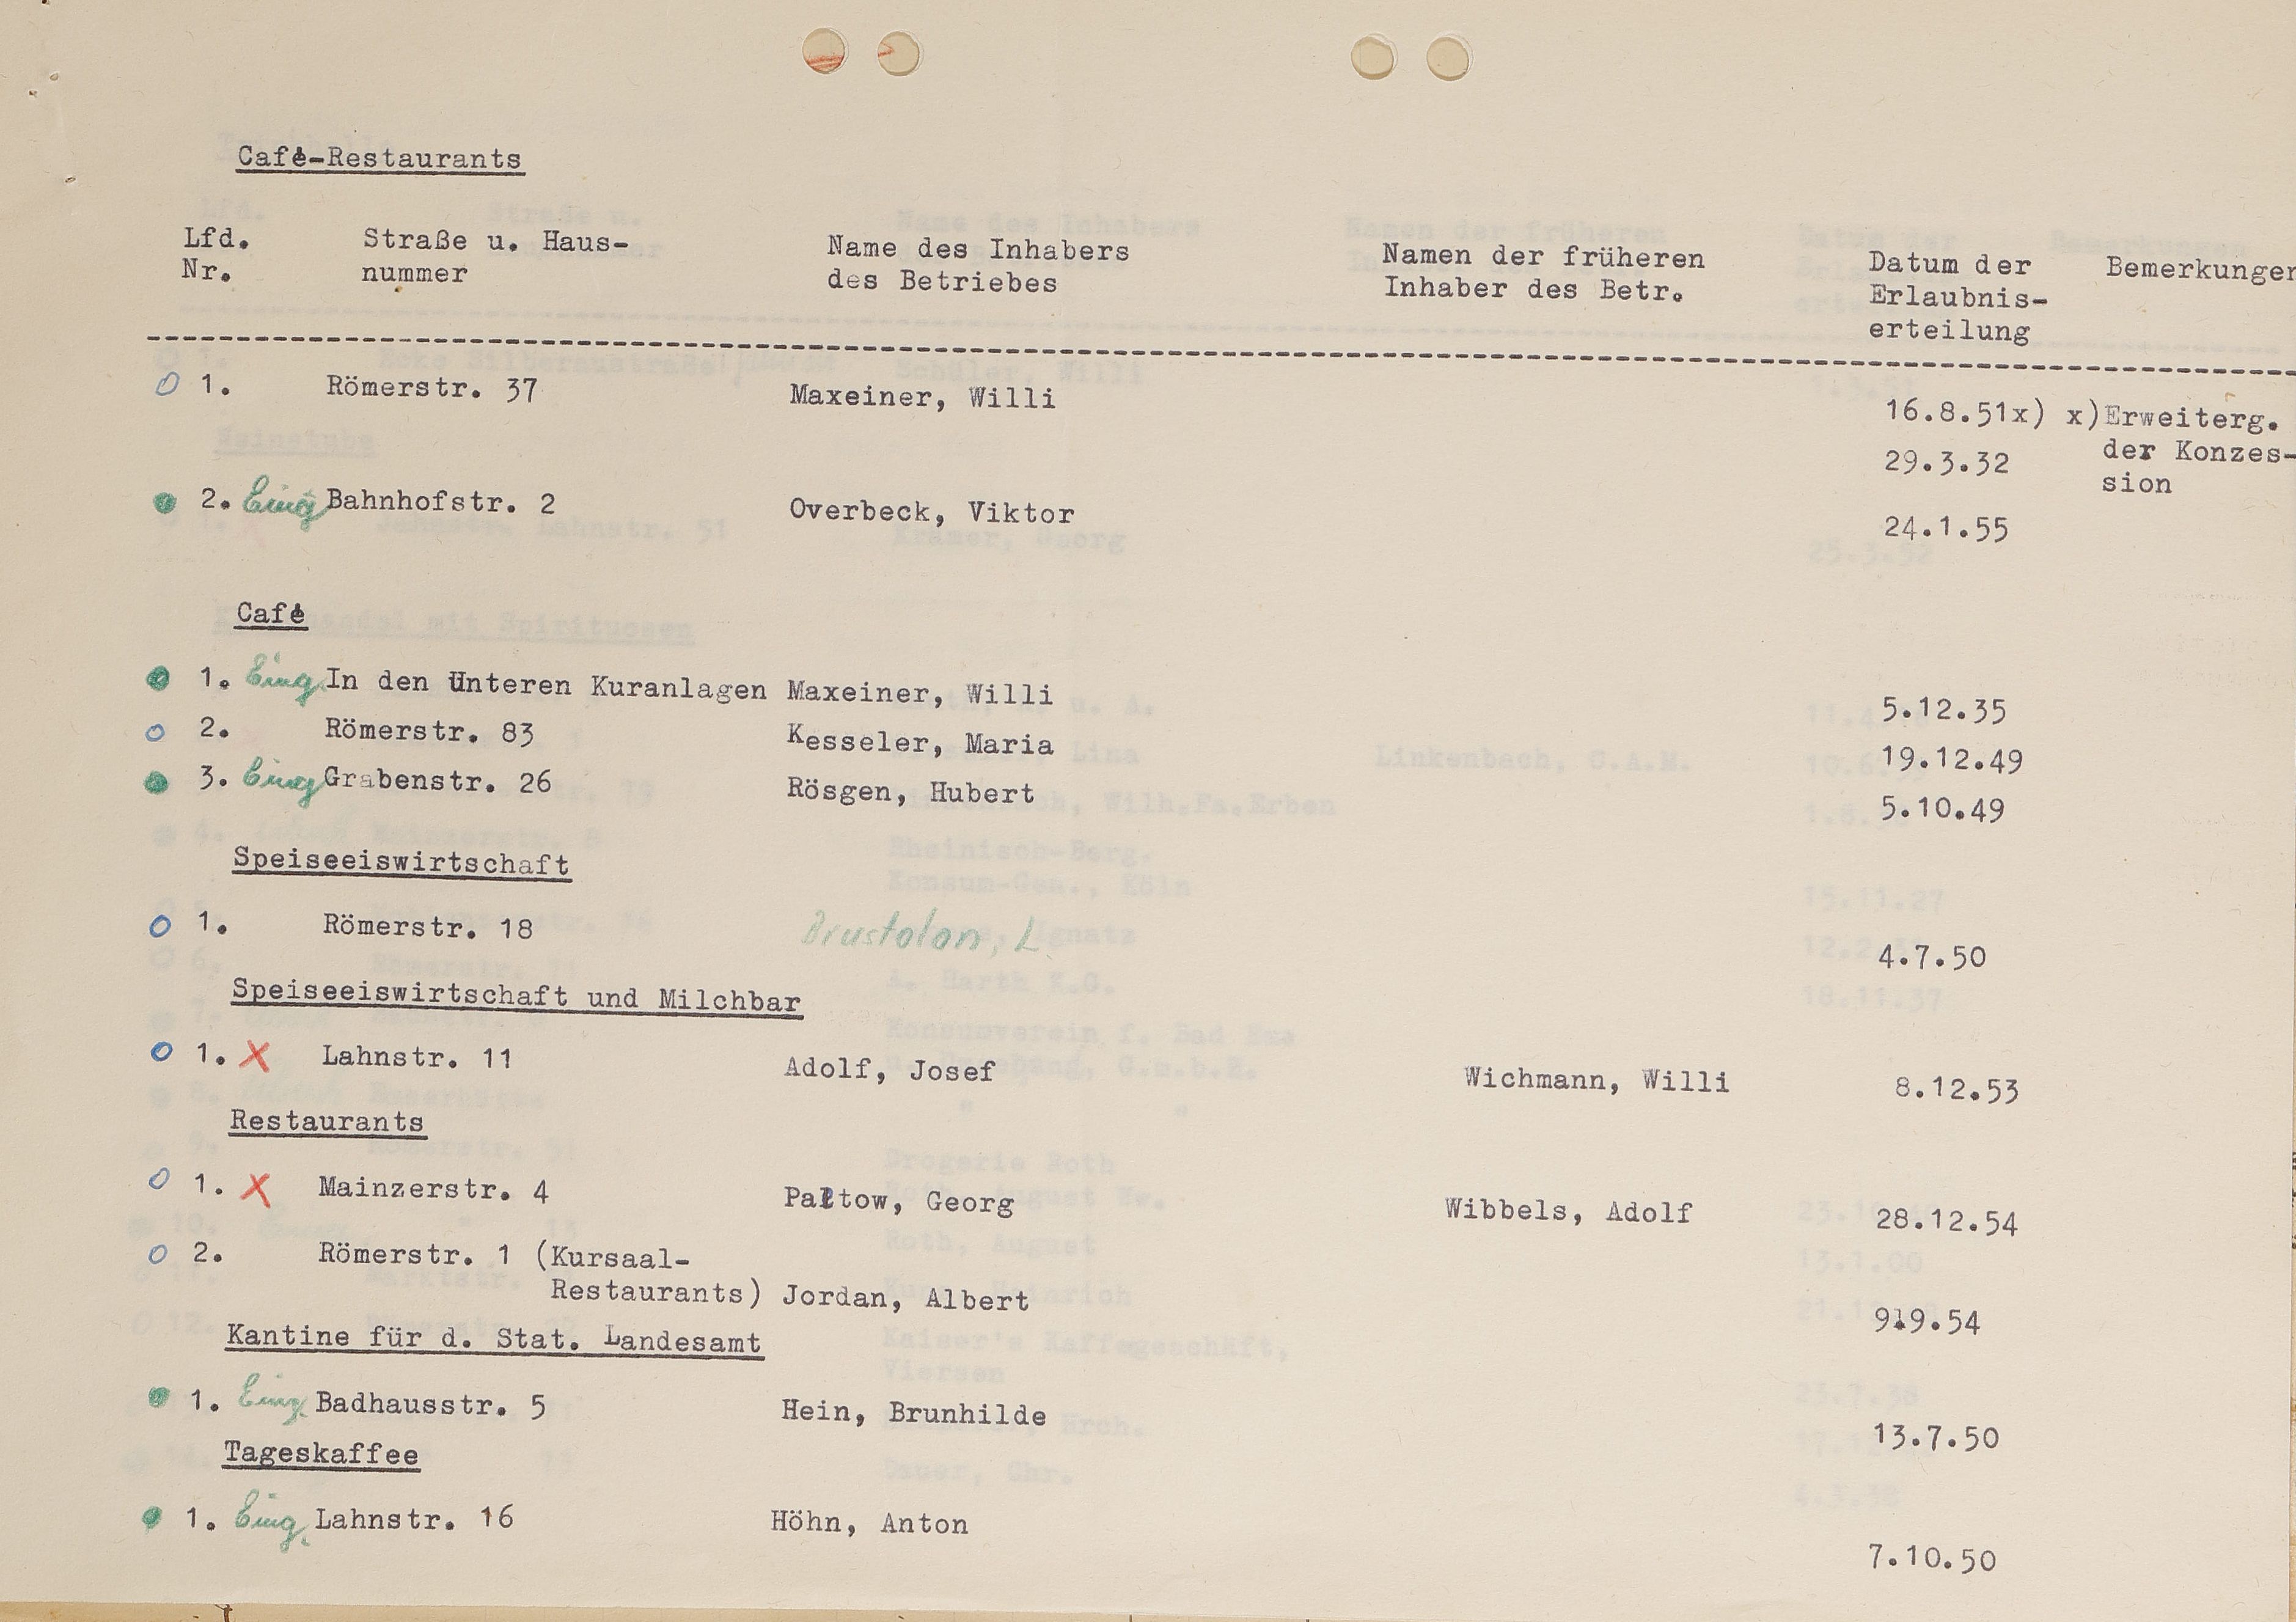 Café-Restaurants
Lfd. Straße u. Haus- Name des Inhabers Namen der früheren Datum der Bemerkungen
Nr. nummer des Betriebes Inhaber des Betr. Erlaubnis-
erteilung
1. Römerstr. 37 Maxeiner, Willi 16.8.51x) x)Erweiterg.
29.3.32 der Konzes-
sion
2. Eing Bahnhofstr. 2 Overbeck, Viktor 24.1.55
Café
1. Eing. In den Unteren Kuranlagen Maxeiner, Willi 5.12.35
2. Römerstr. 83 Kesseler, Maria 19.12.49
3. Eing Grabenstr. 26 Rösgen, Hubert 5.10.49
Speiseeiswirtschaft
1. Römerstr. 18 Brustolon, L 4.7.50
Speiseeiswirtschaft und Milchbar
1. X Lahnstr. 11 Adolf, Josef Wichmann, Willi 8.12.53
Restaurants
1. X Mainzerstr. 4 Georg Wibbels, Adolf 28.12.54
2. Römerstr. 1 (Kursaal-
Restaurants) Jordan, Albert 9.9.54
Kantine für d. Stat. Landesamt
1. Eing. Badhausstr. 5 Hein, Brunhilde 13.7.50
Tageskaffee
1. Eing. Lahnstr. 16 Höhn, Anton 7.10.50